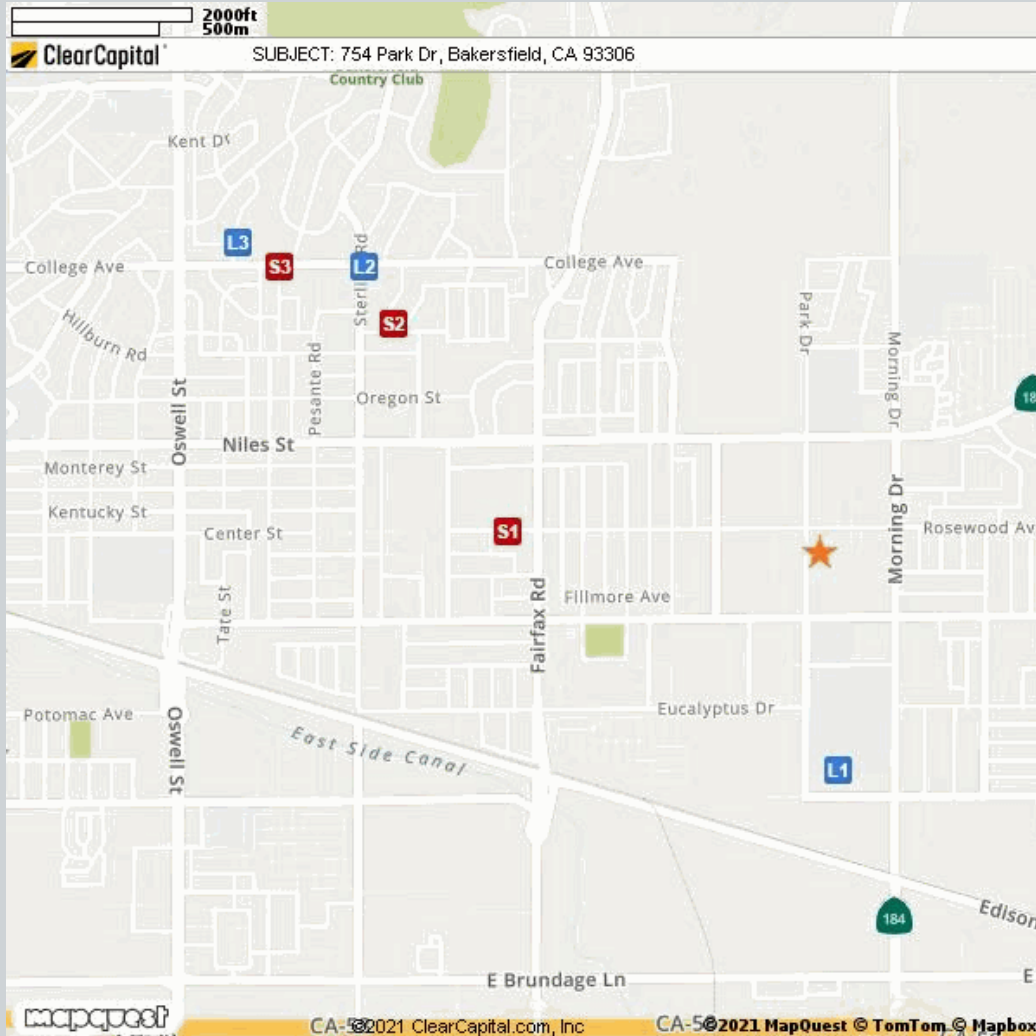 2000ft
500m
ClearCapital
SUBJECT: 754 Park Dr, Bakersfield, CA 93306
Country Club
Kent Dr
L3
S3
L2
College Ave
College Ave
Rd
S2
Hillburn Rd
Park Dr
Morning Dr
Pesante Rd
Oregon St
Oswell St
Niles St
Monterey St
Kentucky St
Center St
S1
Rosewood Av
Morning Dr
Tate St
Fairfax Rd
Fillmore Ave
Potomac Ave
Oswell St
East Side Canal
Eucalyptus Dr
L1
184
Edison
E Brundage Ln
E
mapquest
©2021 ClearCapital.com, Inc
©2021 MapQuest © TomTom © Mapbox